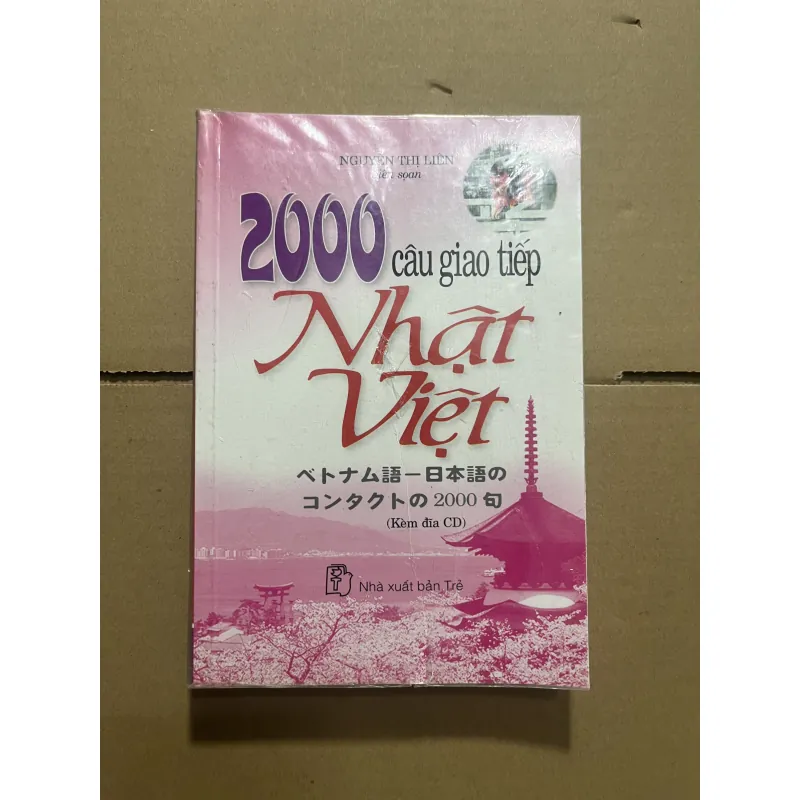 NGUYỄN THỊ LIÊN
soạn
2000 câu giao tiếp
Nhật
Việt
ベトナム語ー日本語の
コンタクトの 2000 句
(Kèm đĩa CD)
Nhà xuất bản Trẻ